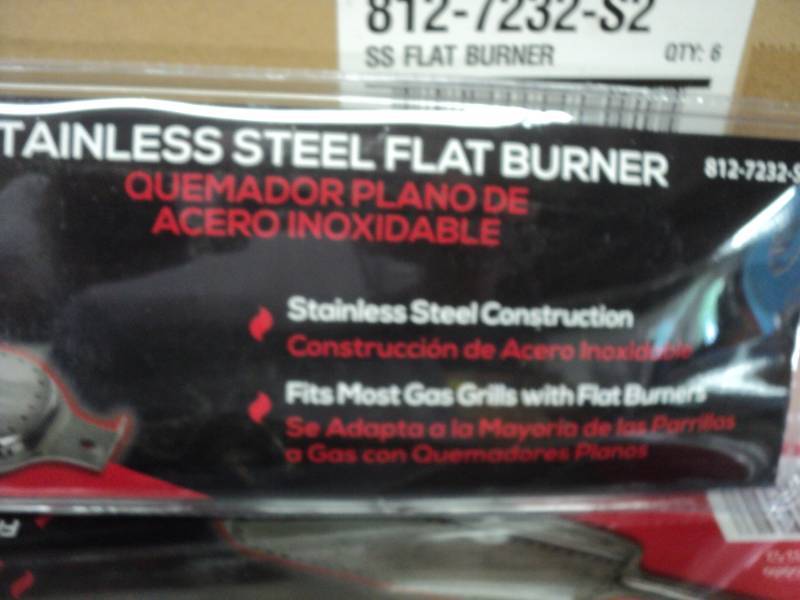 812-7232-S2
SS FLAT BURNER QTY: 6
TAINLESS STEEL FLAT BURNER 812-7232-S
QUEMADOR PLANO DE
ACERO INOXIDABLE
Stainless Steel Construction
Construcción de Acero Inoxidable
Fits Most Gas Grills with Flat Burners
Se Adapta a la Mayoría de las Parrillas
a Gas con Quemadores Planos